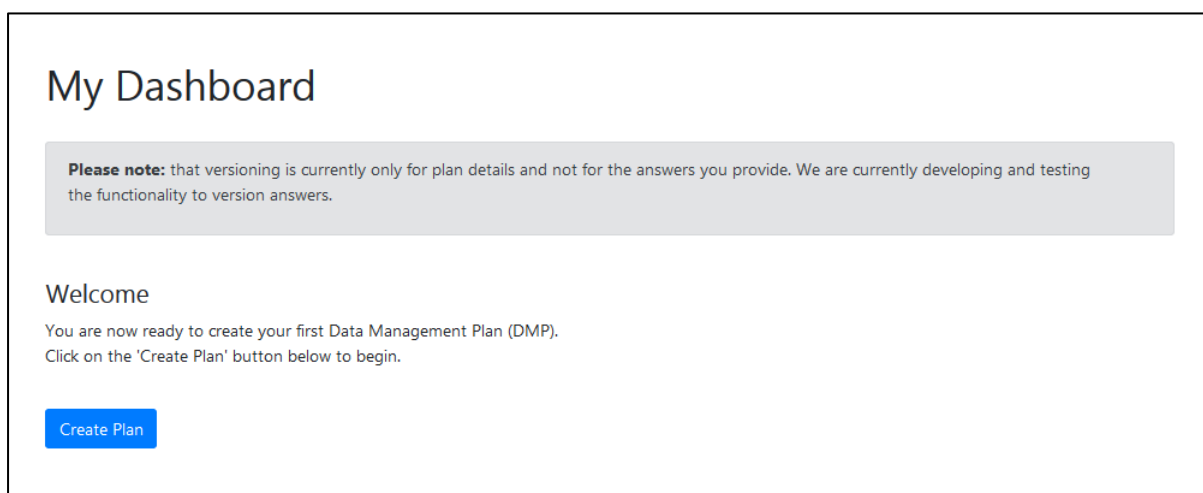 My Dashboard
Please note: that versioning is currently only for plan details and not for the answers you provide. We are currently developing and testing
the functionality to version answers.
Welcome
You are now ready to create your first Data Management Plan (DMP).
Click on the 'Create Plan' button below to begin.
Create Plan